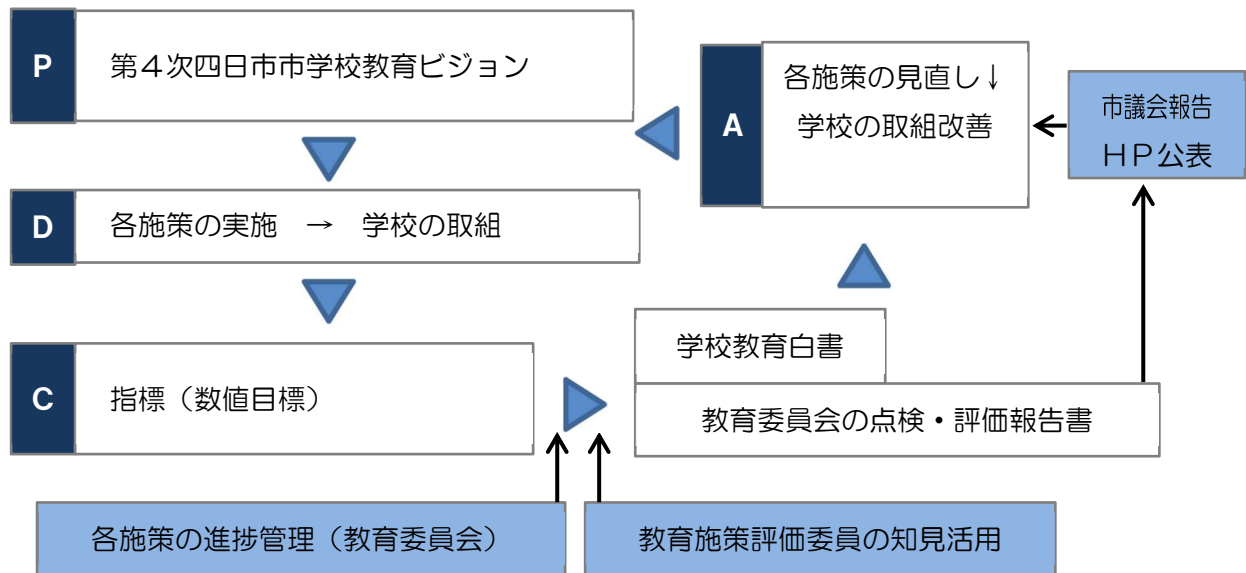 P
第４次四日市市学校教育ビジョン
D
各施策の実施　→　学校の取組
C
指標（数値目標）
各施策の進捗管理（教育委員会）
教育施策評価委員の知見活用
学校教育白書
教育委員会の点検・評価報告書
A
各施策の見直し↓
学校の取組改善
市議会報告
ＨＰ公表